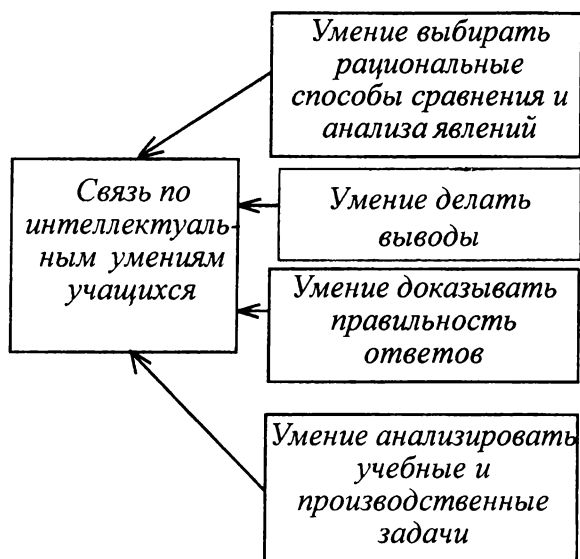 Умение выбирать
рациональные
способы сравнения и
анализа явлений
Связь по
интеллектуаль-
ным умениям
учащихся
Умение делать
выводы
Умение доказывать
правильность
ответов
Умение анализировать
учебные и
производственные
задачи